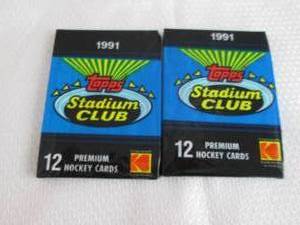 1991
Topps
Stadium
CLUB
12 PREMIUM
HOCKEY CARDS
1991
Topps
Stadium
CLUB
12 PREMIUM
HOCKEY CARDS